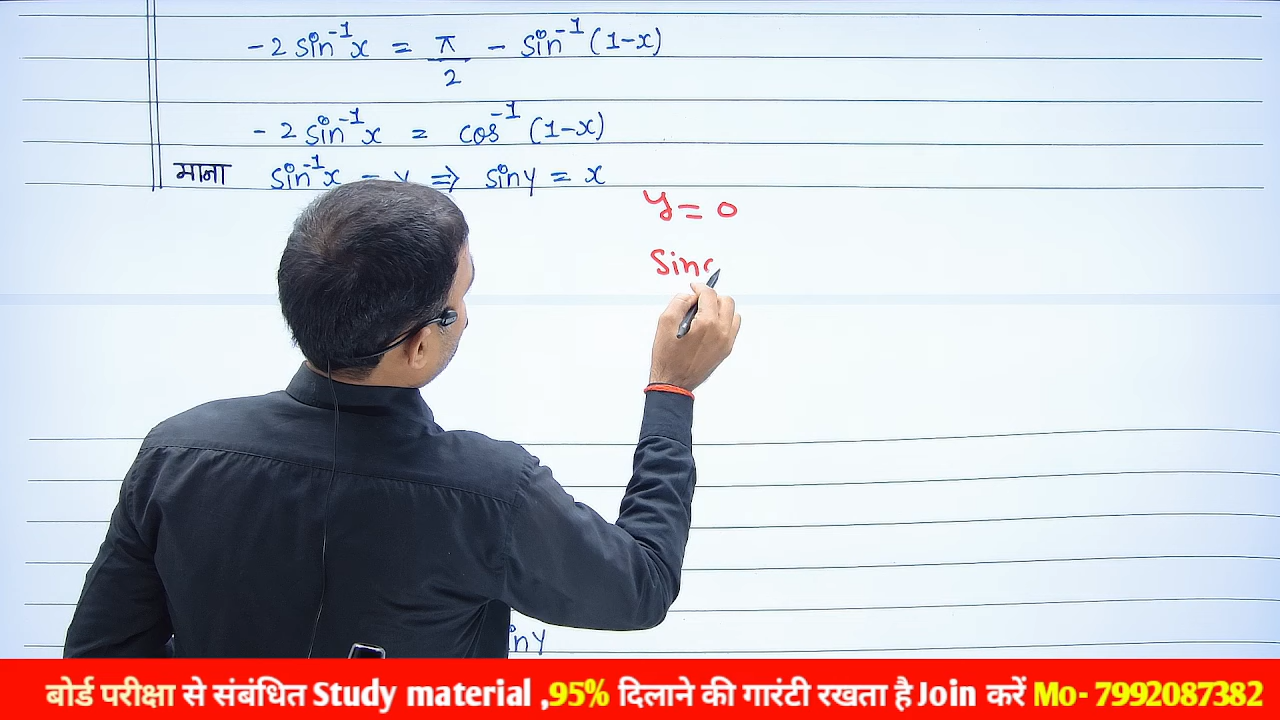 -2 sin⁻¹x = π/2 - sin⁻¹(1-x)
-2 sin⁻¹x = cos⁻¹(1-x)
माना sin⁻¹x = y ⇒ siny = x
y = 0
Sin
बोर्ड परीक्षा से संबंधित Study material ,95% दिलाने की गारंटी रखता है Join करें Mo- 7992087382